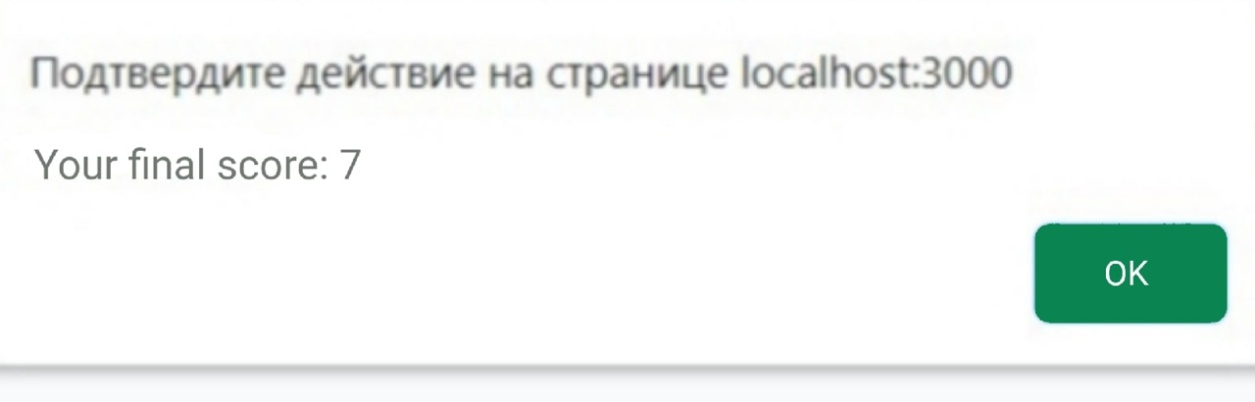 Подтвердите действие на странице localhost:3000
Your final score: 7
OK